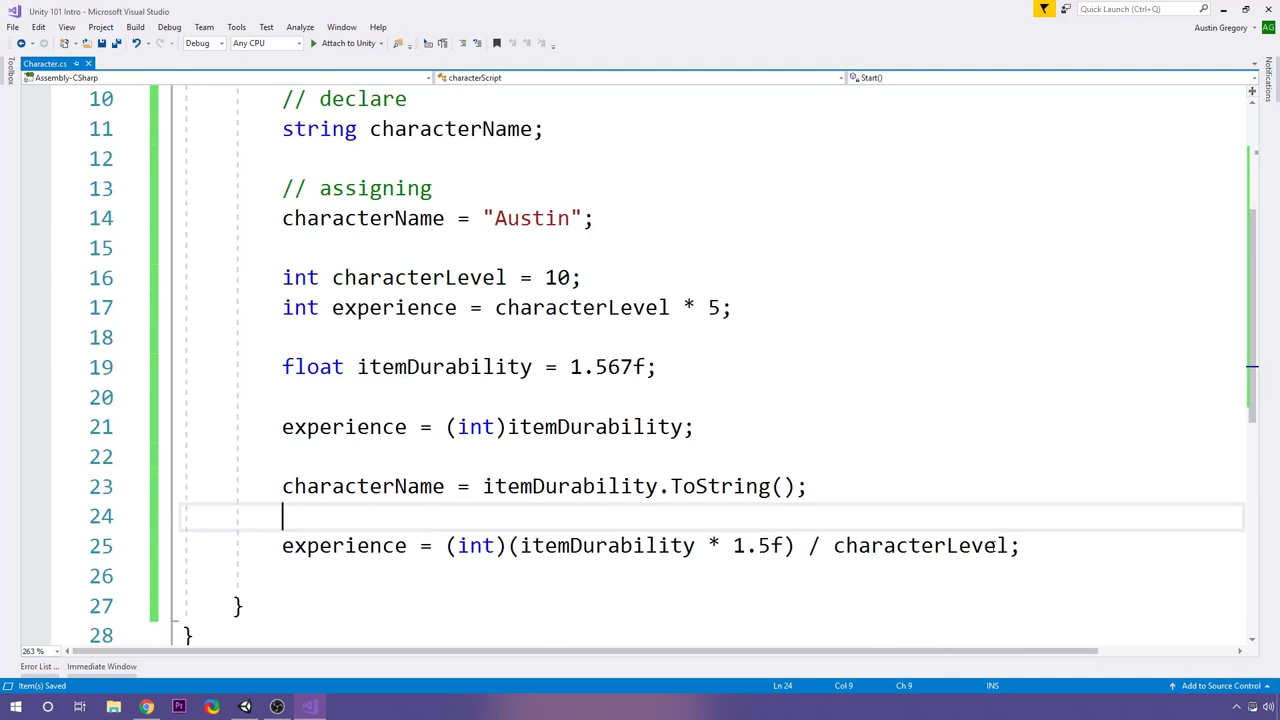 Unity 101 Intro - Microsoft Visual Studio
Quick Launch (Ctrl+Q)
File Edit View Project Build Debug Team Tools Test Analyze Window Help
Austin Gregory AG
Debug Any CPU Attach to Unity
Toolbox
Character.cs
Notifications
Assembly-CSharp characterScript Start()
10 // declare
11 string characterName;
12
13 // assigning
14 characterName = "Austin";
15
16 int characterLevel = 10;
17 int experience = characterLevel * 5;
18
19 float itemDurability = 1.567f;
20
21 experience = (int)itemDurability;
22
23 characterName = itemDurability.ToString();
24
25 experience = (int)(itemDurability * 1.5f) / characterLevel;
26
27 }
28 }
263 %
Error List ... Immediate Window
Item(s) Saved Ln 24 Col 9 Ch 9 INS Add to Source Control
Pr